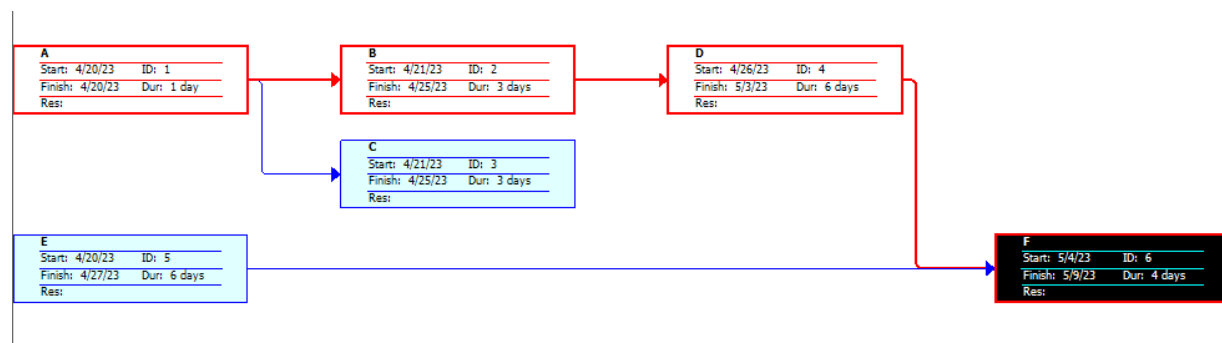 A
Start: 4/20/23 ID: 1
Finish: 4/20/23 Dur: 1 day
Res:
B
Start: 4/21/23 ID: 2
Finish: 4/25/23 Dur: 3 days
Res:
D
Start: 4/26/23 ID: 4
Finish: 5/3/23 Dur: 6 days
Res:
C
Start: 4/21/23 ID: 3
Finish: 4/25/23 Dur: 3 days
Res:
E
Start: 4/20/23 ID: 5
Finish: 4/27/23 Dur: 6 days
Res:
F
Start: 5/4/23 ID: 6
Finish: 5/9/23 Dur: 4 days
Res: